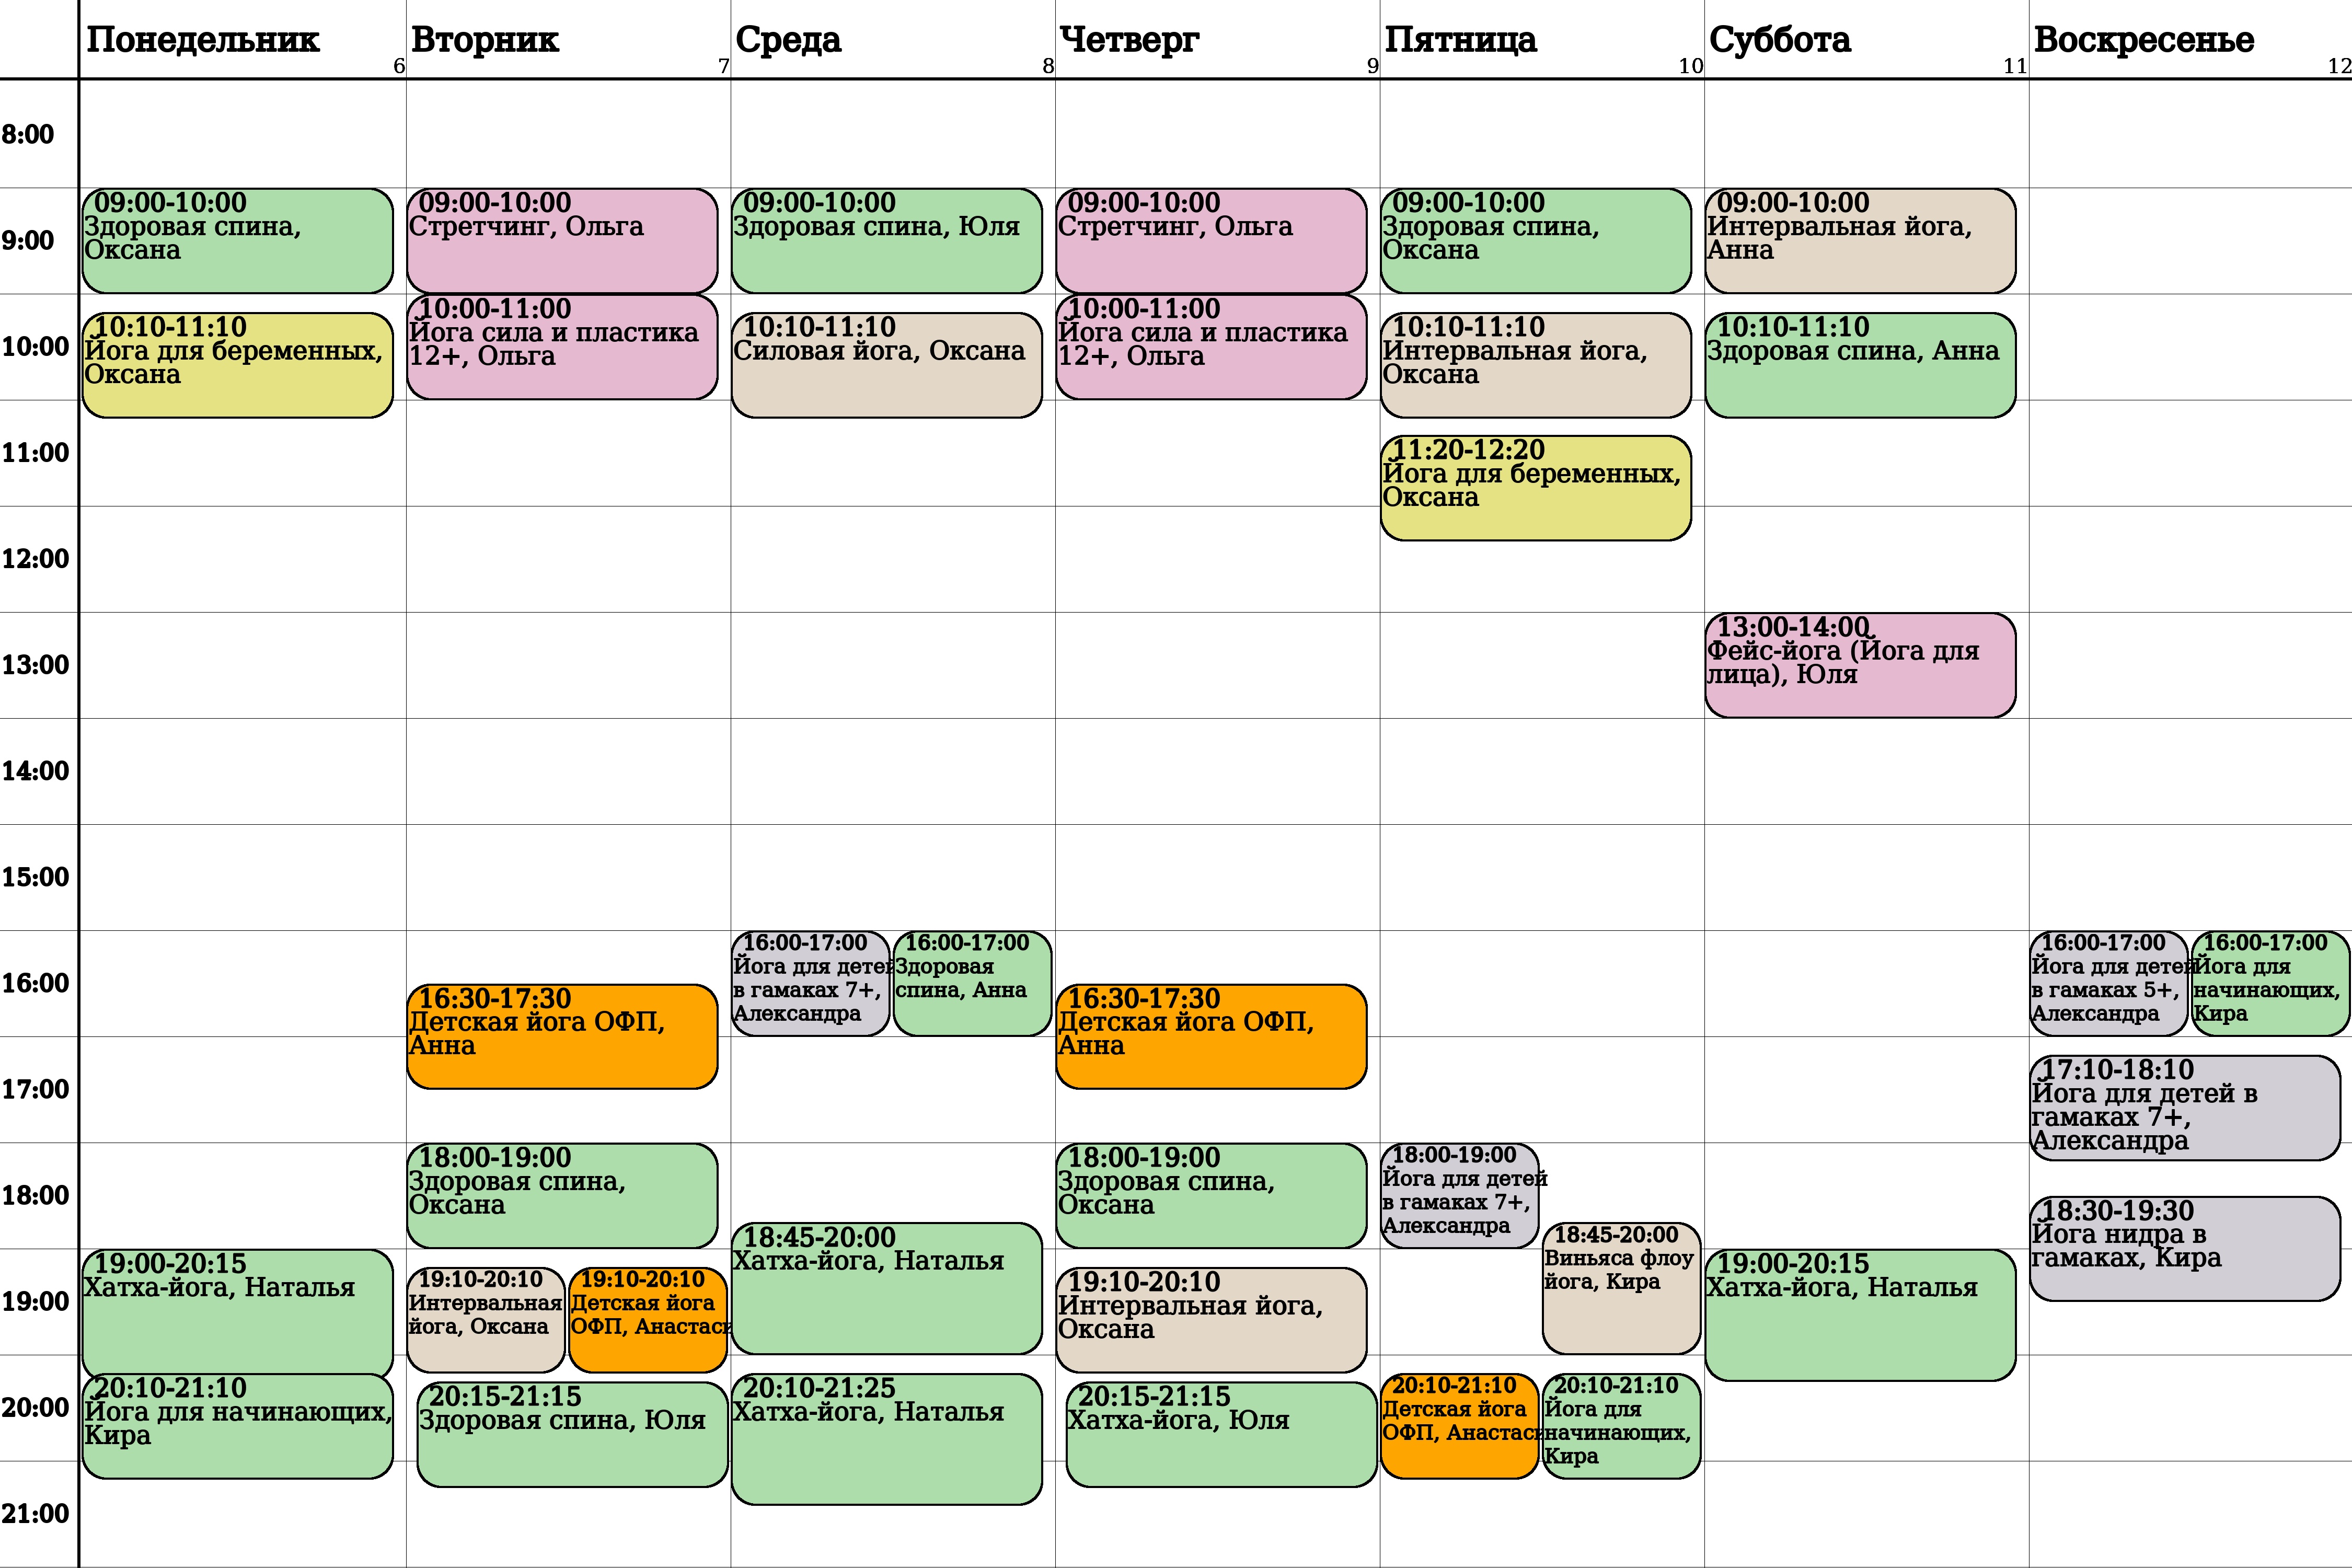 Понедельник
6
Вторник
7
Среда
8
Четверг
9
Пятница
10
Суббота
11
Воскресенье
12
8:00
9:00
10:00
11:00
12:00
13:00
14:00
15:00
16:00
17:00
18:00
19:00
20:00
21:00
09:00-10:00
Здоровая спина,
Оксана
10:10-11:10
Йога для беременных,
Оксана
19:00-20:15
Хатха-йога, Наталья
20:10-21:10
Йога для начинающих,
Кира
09:00-10:00
Стретчинг, Ольга
10:00-11:00
Йога сила и пластика
12+, Ольга
16:30-17:30
Детская йога ОФП,
Анна
18:00-19:00
Здоровая спина,
Оксана
19:10-20:10
Интервальная
йога, Оксана
19:10-20:10
Детская йога
ОФП, Анастаси
20:15-21:15
Здоровая спина, Юля
09:00-10:00
Здоровая спина, Юля
10:10-11:10
Силовая йога, Оксана
16:00-17:00
Йога для детей
в гамаках 7+,
Александра
16:00-17:00
Здоровая
спина, Анна
18:45-20:00
Хатха-йога, Наталья
20:10-21:25
Хатха-йога, Наталья
09:00-10:00
Стретчинг, Ольга
10:00-11:00
Йога сила и пластика
12+, Ольга
16:30-17:30
Детская йога ОФП,
Анна
18:00-19:00
Здоровая спина,
Оксана
19:10-20:10
Интервальная йога,
Оксана
20:15-21:15
Хатха-йога, Юля
09:00-10:00
Здоровая спина,
Оксана
10:10-11:10
Интервальная йога,
Оксана
11:20-12:20
Йога для беременных,
Оксана
18:00-19:00
Йога для детей
в гамаках 7+,
Александра
18:45-20:00
Виньяса флоу
йога, Кира
20:10-21:10
Детская йога
ОФП, Анастаси
20:10-21:10
Йога для
начинающих,
Кира
09:00-10:00
Интервальная йога,
Анна
10:10-11:10
Здоровая спина, Анна
13:00-14:00
Фейс-йога (Йога для
лица), Юля
19:00-20:15
Хатха-йога, Наталья
16:00-17:00
Йога для детей
в гамаках 5+,
Александра
16:00-17:00
Йога для
начинающих,
Кира
17:10-18:10
Йога для детей в
гамаках 7+,
Александра
18:30-19:30
Йога нидра в
гамаках, Кира